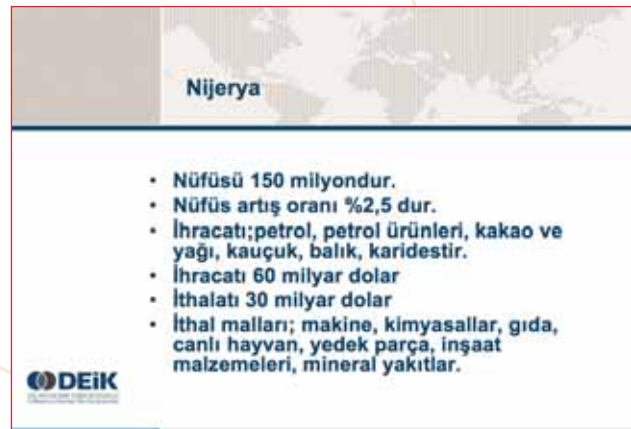 Nijerya
• Nüfüsü 150 milyondur.
• Nüfüs artış oranı %2,5 dur.
• İhracatı;petrol, petrol ürünleri, kakao ve
yağı, kauçuk, balık, karidestir.
• İhracatı 60 milyar dolar
• İthalatı 30 milyar dolar
• İthal malları; makine, kimyasallar, gıda,
canlı hayvan, yedek parça, inşaat
malzemeleri, mineral yakıtlar.
DEiK